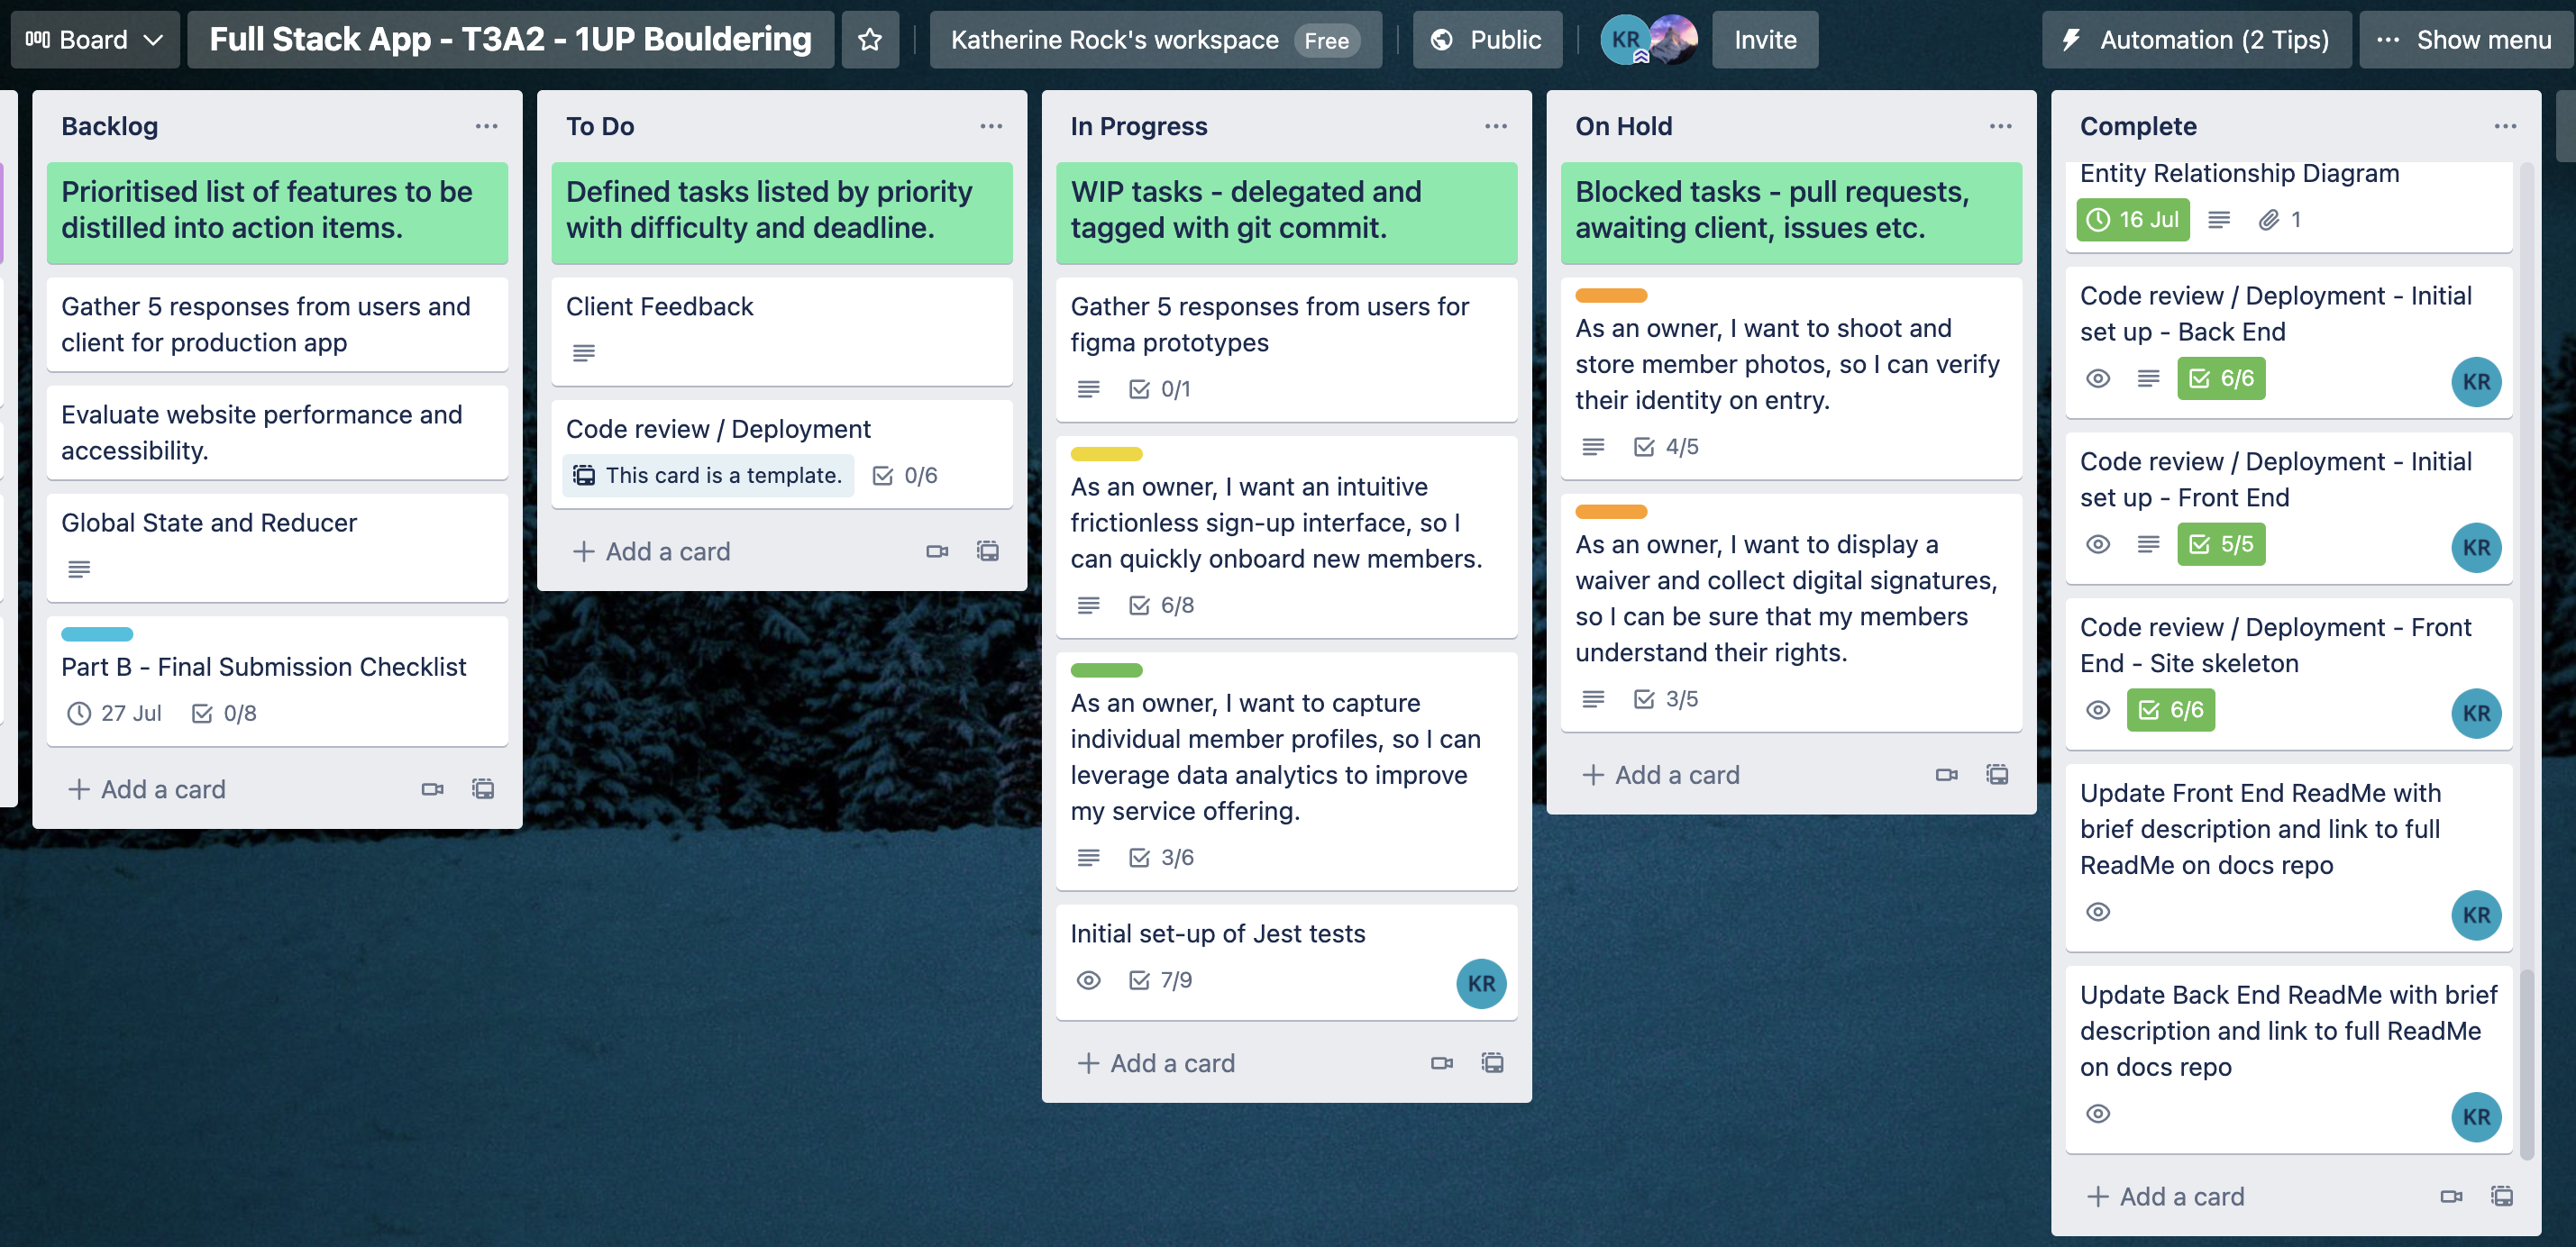 Board
Full Stack App - T3A2 - 1UP Bouldering
Katherine Rock's workspace Free
Public
KR
Invite
Automation (2 Tips)
Show menu
Backlog
Prioritised list of features to be
distilled into action items.
Gather 5 responses from users and
client for production app
Evaluate website performance and
accessibility.
Global State and Reducer
Part B - Final Submission Checklist
27 Jul 0/8
Add a card
To Do
Defined tasks listed by priority
with difficulty and deadline.
Client Feedback
Code review / Deployment
This card is a template. 0/6
Add a card
In Progress
WIP tasks - delegated and
tagged with git commit.
Gather 5 responses from users for
figma prototypes
0/1
As an owner, I want an intuitive
frictionless sign-up interface, so I
can quickly onboard new members.
6/8
As an owner, I want to capture
individual member profiles, so I can
leverage data analytics to improve
my service offering.
3/6
Initial set-up of Jest tests
7/9
KR
Add a card
On Hold
Blocked tasks - pull requests,
awaiting client, issues etc.
As an owner, I want to shoot and
store member photos, so I can verify
their identity on entry.
4/5
As an owner, I want to display a
waiver and collect digital signatures,
so I can be sure that my members
understand their rights.
3/5
Add a card
Complete
Entity Relationship Diagram
16 Jul 1
Code review / Deployment - Initial
set up - Back End
6/6
KR
Code review / Deployment - Initial
set up - Front End
5/5
KR
Code review / Deployment - Front
End - Site skeleton
6/6
KR
Update Front End ReadMe with
brief description and link to full
ReadMe on docs repo
KR
Update Back End ReadMe with brief
description and link to full ReadMe
on docs repo
KR
Add a card